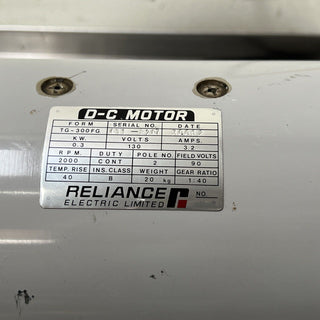 D-C MOTOR
FORM SERIAL NO. DATE
TG-300FG
KW. VOLTS AMPS.
0.3 130 3.2
R.P.M. DUTY POLE NO. FIELD VOLTS
2000 CONT 2 90
TEMP. RISE INS. CLASS WEIGHT GEAR RATIO
40 B 20 kg 1:40
RELIANCE
ELECTRIC LIMITED NO.